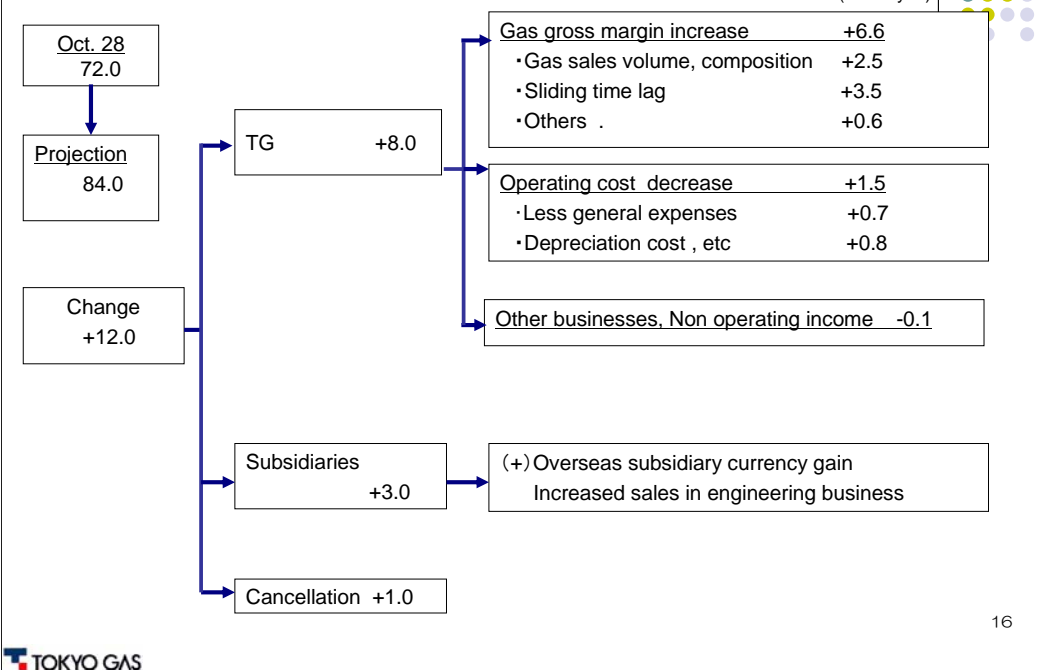 Oct. 28
72.0
Projection
84.0
Change
+12.0
TG +8.0
Gas gross margin increase +6.6
・Gas sales volume, composition +2.5
・Sliding time lag +3.5
・Others . +0.6
Operating cost decrease +1.5
・Less general expenses +0.7
・Depreciation cost , etc +0.8
Other businesses, Non operating income -0.1
Subsidiaries
+3.0
(+)Overseas subsidiary currency gain
Increased sales in engineering business
Cancellation +1.0
16
TOKYO GAS